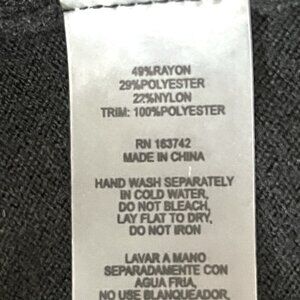 49%RAYON
29%POLYESTER
22%NYLON
TRIM: 100%POLYESTER
RN 163742
MADE IN CHINA
HAND WASH SEPARATELY
IN COLD WATER,
DO NOT BLEACH,
LAY FLAT TO DRY,
DO NOT IRON
LAVAR A MANO
SEPARADAMENTE CON
AGUA FRIA,
NO USE BLANQUEADOR,